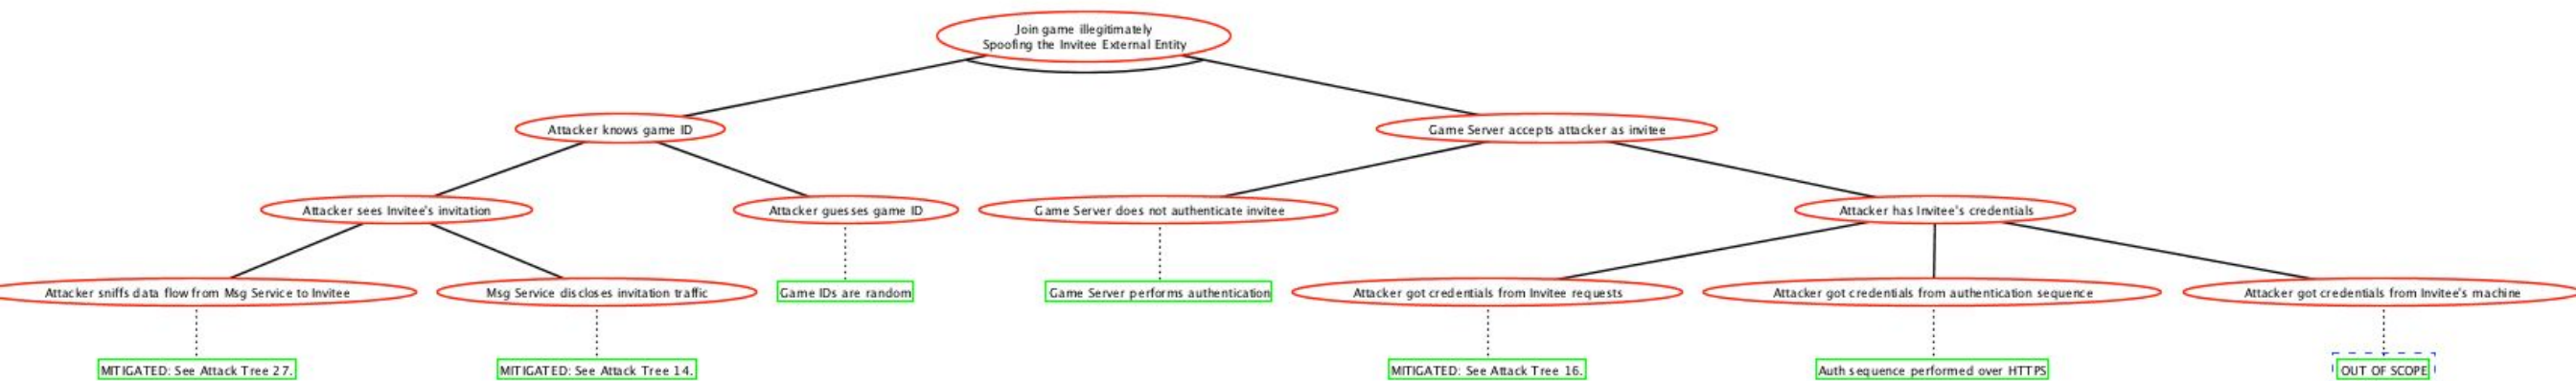 Join game illegitimately
Spoofing the Invitee External Entity
Attacker knows game ID
Game Server accepts attacker as invitee
Attacker sees Invitee's invitation
Attacker guesses game ID
Game Server does not authenticate invitee
Attacker has Invitee's credentials
Attacker sniffs data flow from Msg Service to Invitee
Msg Service discloses invitation traffic
Game IDs are random
Game Server performs authentication
Attacker got credentials from Invitee requests
Attacker got credentials from authentication sequence
Attacker got credentials from Invitee's machine
MITIGATED: See Attack Tree 27.
MITIGATED: See Attack Tree 14.
MITIGATED: See Attack Tree 16.
Auth sequence performed over HTTPS
OUT OF SCOPE